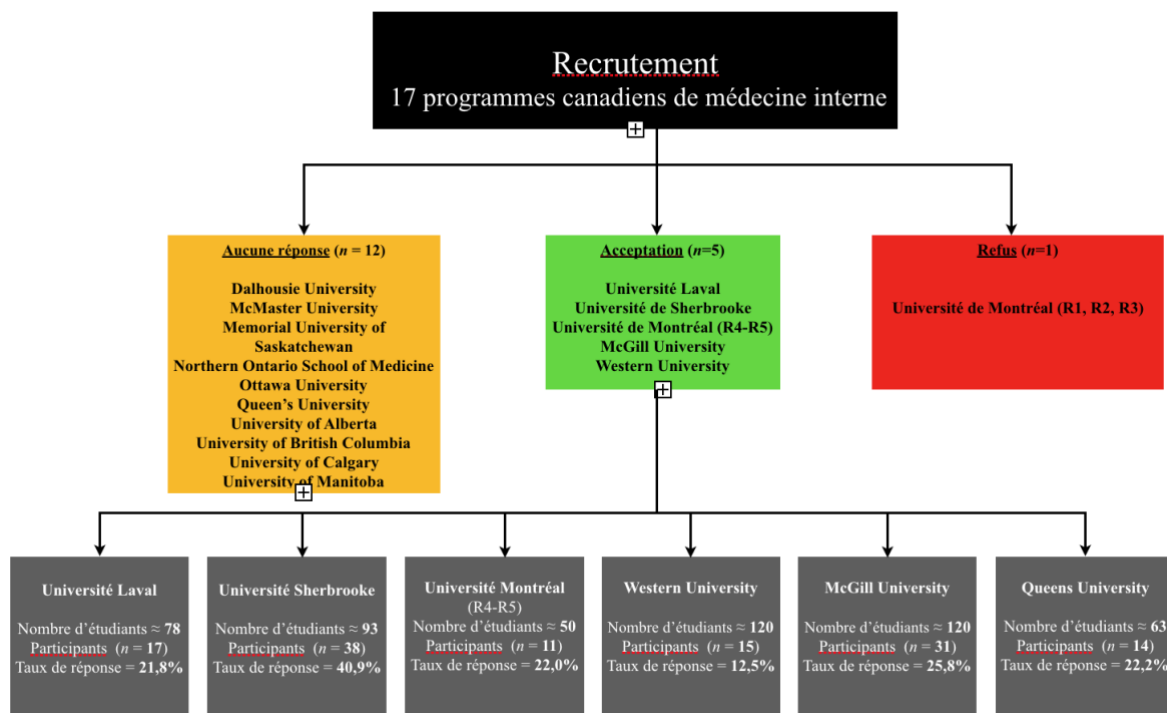 Recrutement
17 programmes canadiens de médecine interne
Aucune réponse (n = 12)
Dalhousie University
McMaster University
Memorial University of
Saskatchewan
Northern Ontario School of Medicine
Ottawa University
Queen's University
University of Alberta
University of British Columbia
University of Calgary
University of Manitoba
Acceptation (n=5)
Université Laval
Université de Sherbrooke
Université de Montréal (R4-R5)
McGill University
Western University
Refus (n=1)
Université de Montréal (R1, R2, R3)
Université Laval
Nombre d'étudiants ≈ 78
Participants (n = 17)
Taux de réponse = 21,8%
Université Sherbrooke
Nombre d'étudiants ≈ 93
Participants (n = 38)
Taux de réponse = 40,9%
Université Montréal
(R4-R5)
Nombre d'étudiants ≈ 50
Participants (n = 11)
Taux de réponse = 22,0%
Western University
Nombre d'étudiants ≈ 120
Participants (n = 15)
Taux de réponse = 12,5%
McGill University
Nombre d'étudiants ≈ 120
Participants (n = 31)
Taux de réponse = 25,8%
Queens University
Nombre d'étudiants ≈ 63
Participants (n = 14)
Taux de réponse = 22,2%